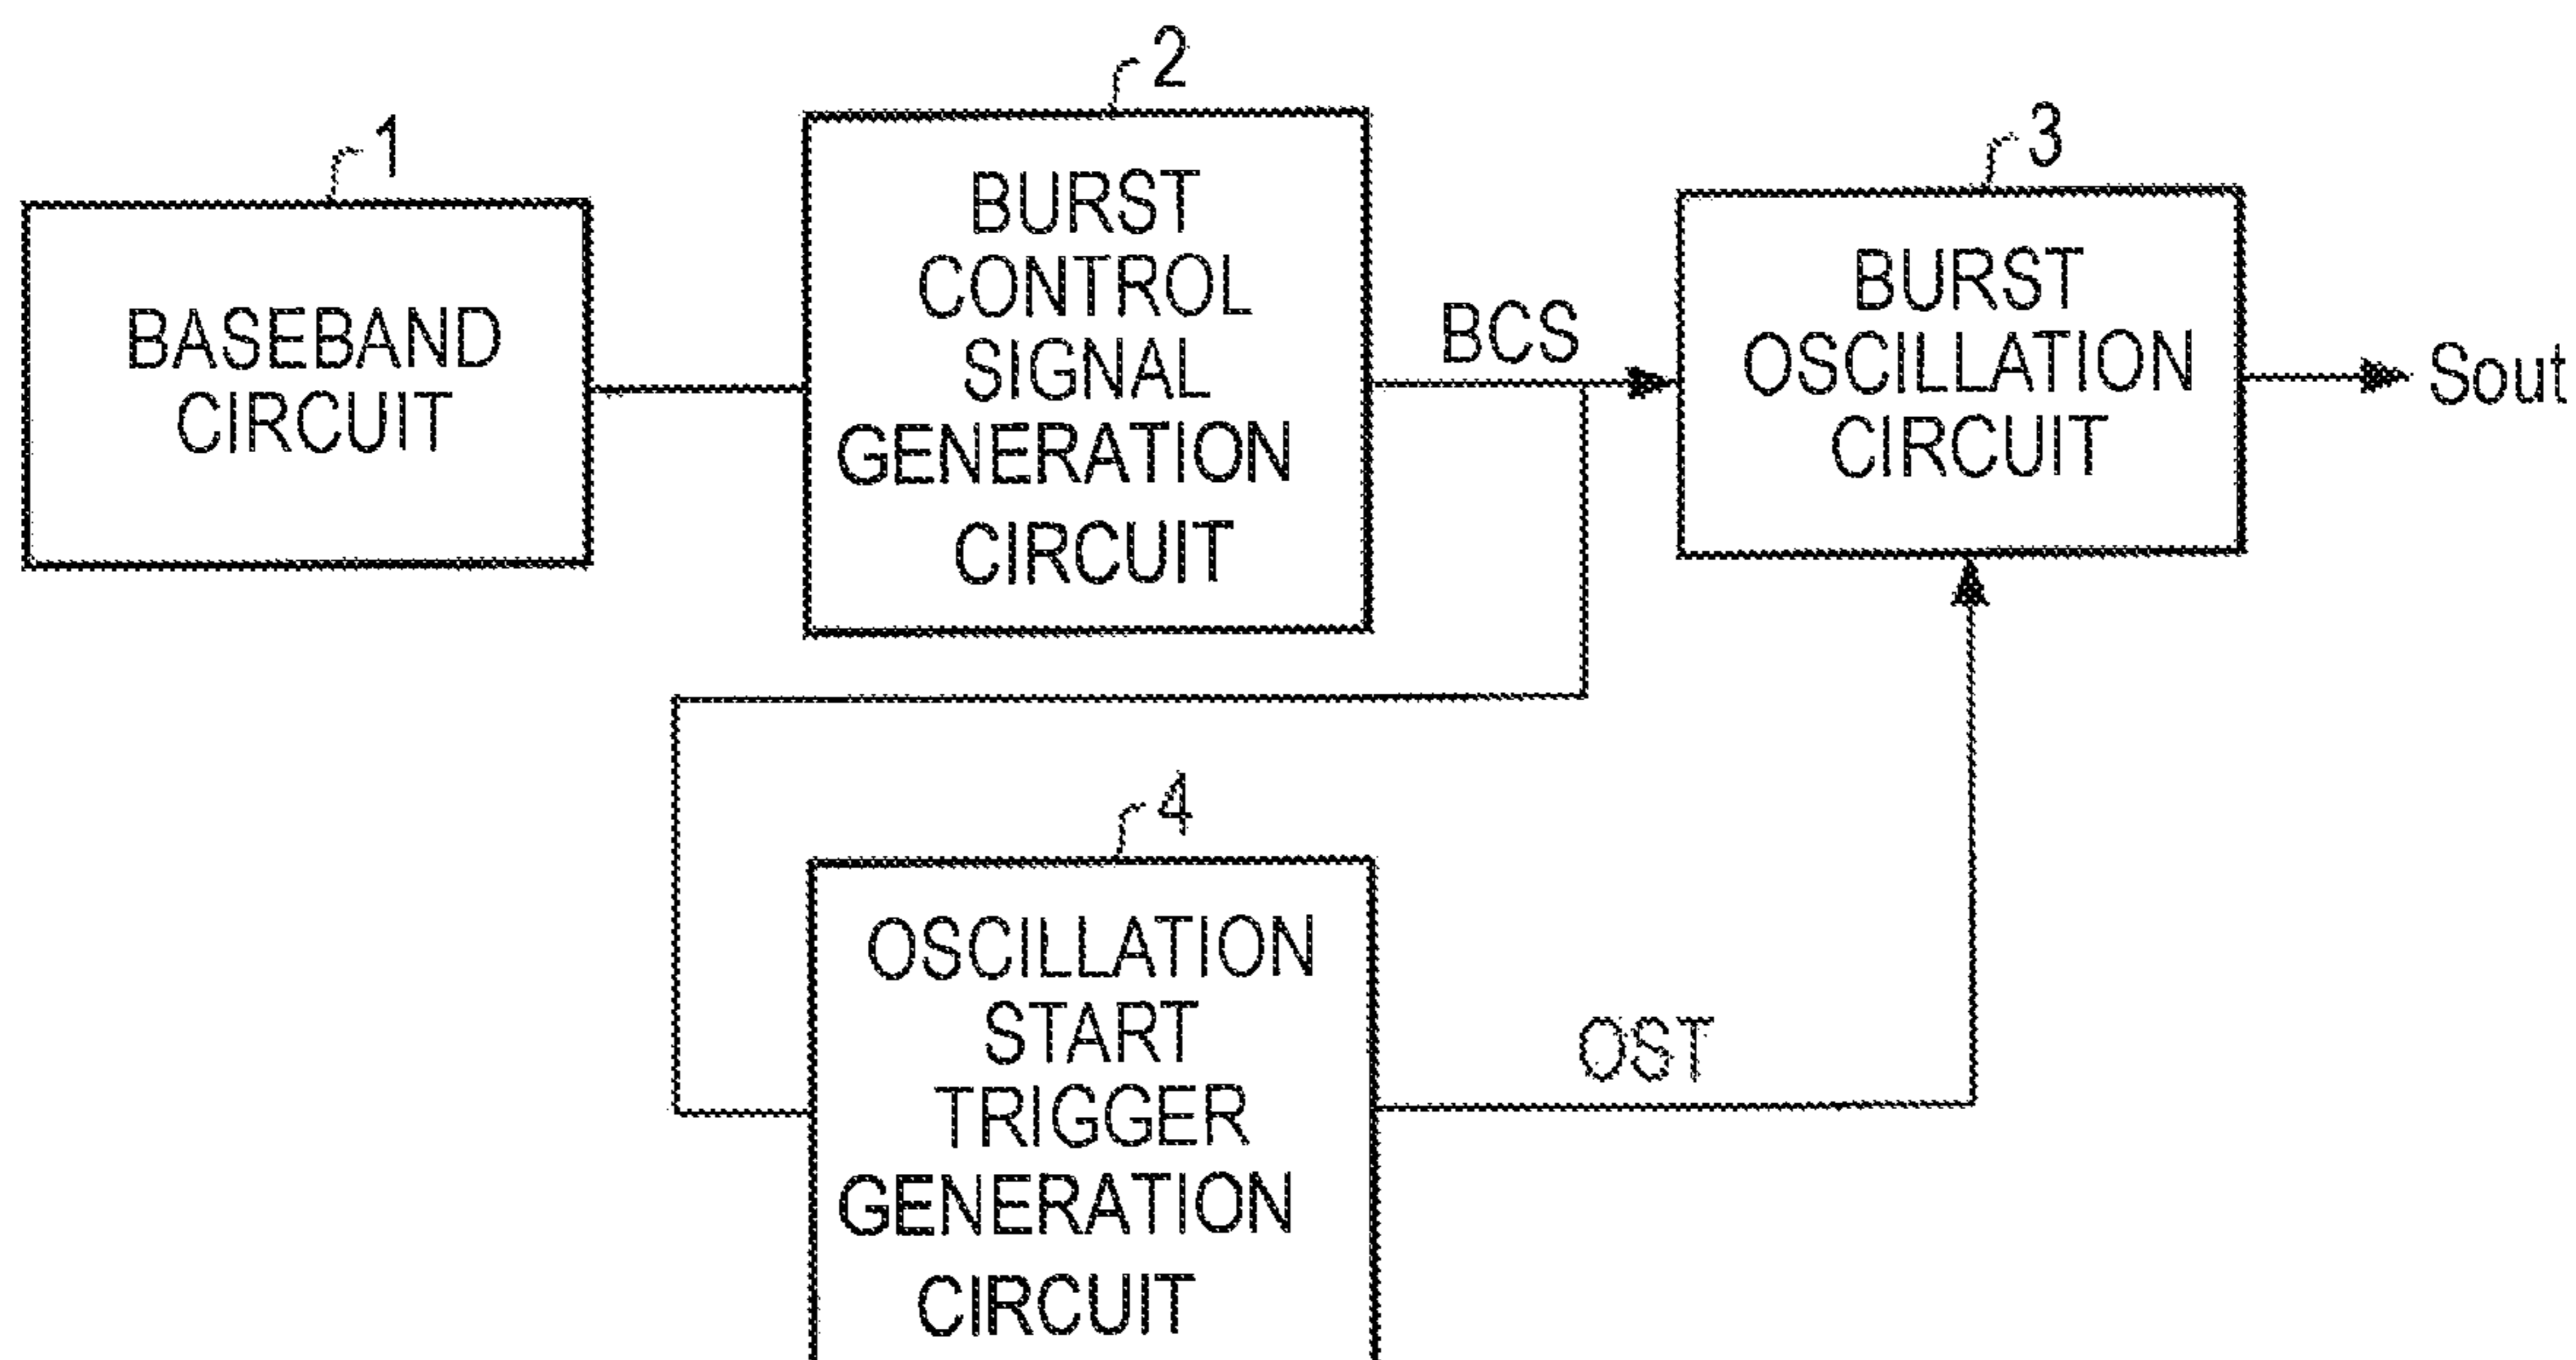 1
BASEBAND
CIRCUIT
2
BURST
CONTROL
SIGNAL
GENERATION
CIRCUIT
BCS
3
BURST
OSCILLATION
CIRCUIT
Sout
4
OSCILLATION
START
TRIGGER
GENERATION
CIRCUIT
OST